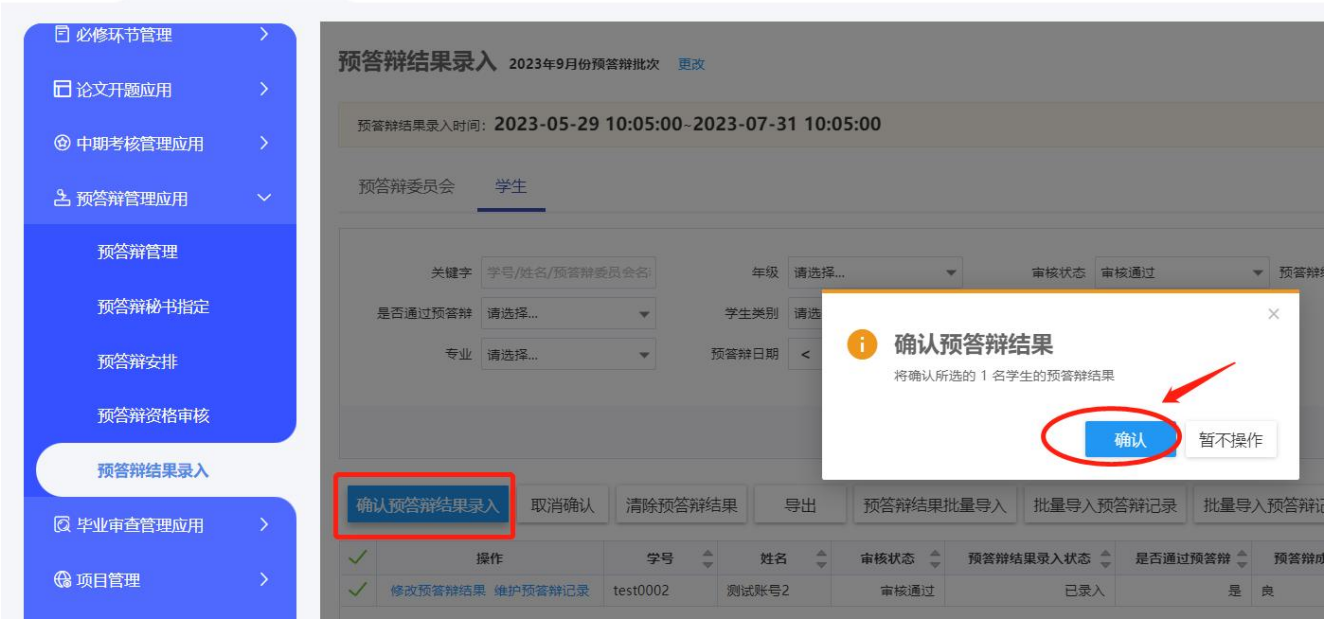 必修环节管理
论文开题应用
中期考核管理应用
预答辩管理应用
预答辩管理
预答辩秘书指定
预答辩安排
预答辩资格审核
预答辩结果录入
毕业审查管理应用
项目管理
预答辩结果录入 2023年9月份预答辩批次 更改
预答辩结果录入时间: 2023-05-29 10:05:00~2023-07-31 10:05:00
预答辩委员会 学生
关键字 学号/姓名/预答辩委员会名 年级 请选择... 审核状态 审核通过 预答辩
是否通过预答辩 请选择... 学生类别 请选
专业 请选择... 预答辩日期 <
确认预答辩结果
将确认所选的 1 名学生的预答辩结果
确认 暂不操作
确认预答辩结果录入 取消确认 清除预答辩结果 导出 预答辩结果批量导入 批量导入预答辩记录 批量导入预答辩
操作 学号 姓名 审核状态 预答辩结果录入状态 是否通过预答辩 预答辩
修改预答辩结果 维护预答辩记录 test0002 测试账号2 审核通过 已录入 是 良